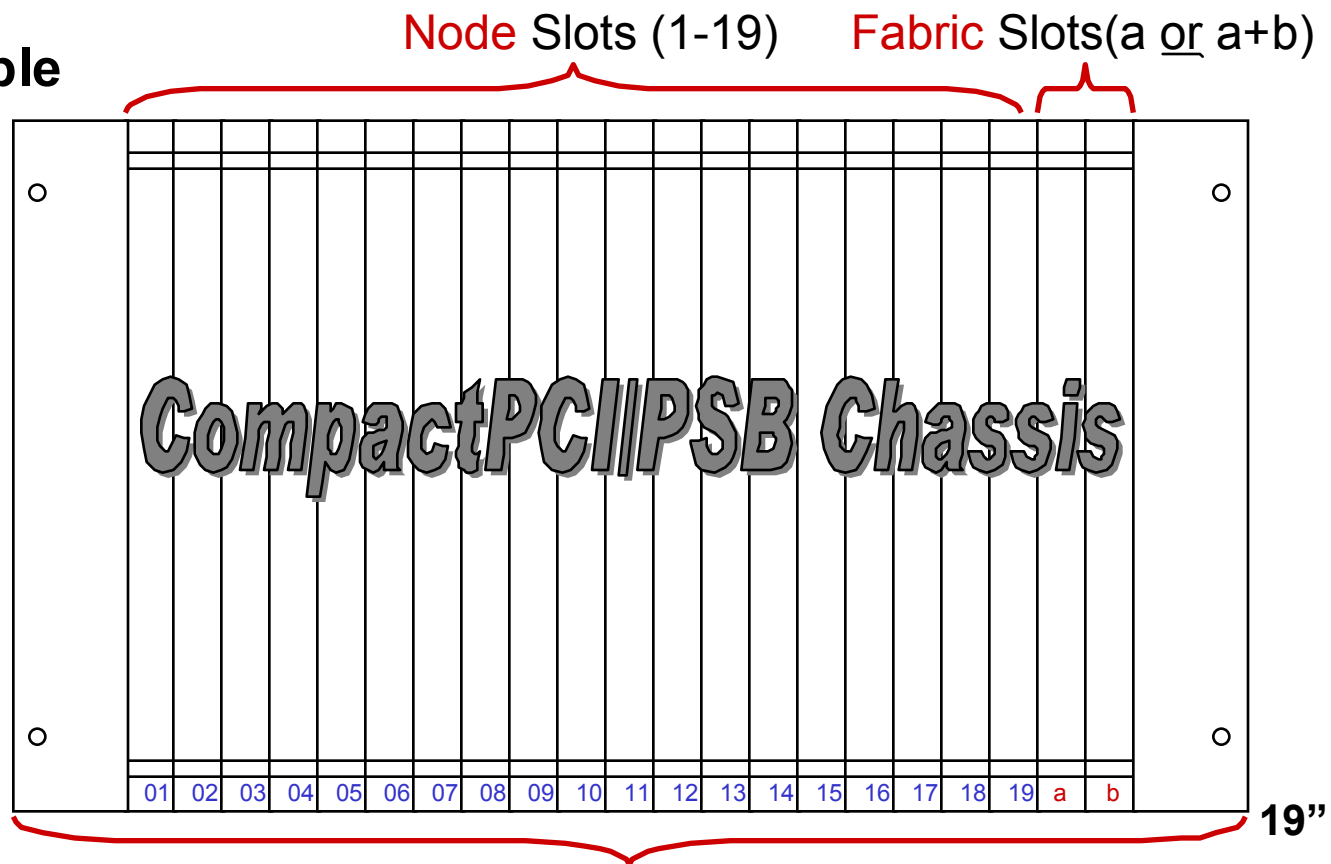 Node Slots (1-19) Fabric Slots(a or a+b)
CompactPCI||PSB Chassis
01 02 03 04 05 06 07 08 09 10 11 12 13 14 15 16 17 18 19 a b
19”